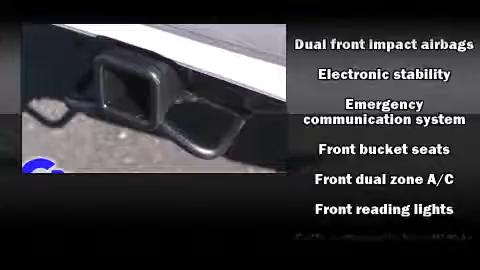 Dual front impact airbags
Electronic stability
Emergency
communication system
Front bucket seats
Front dual zone A/C
Front reading lights